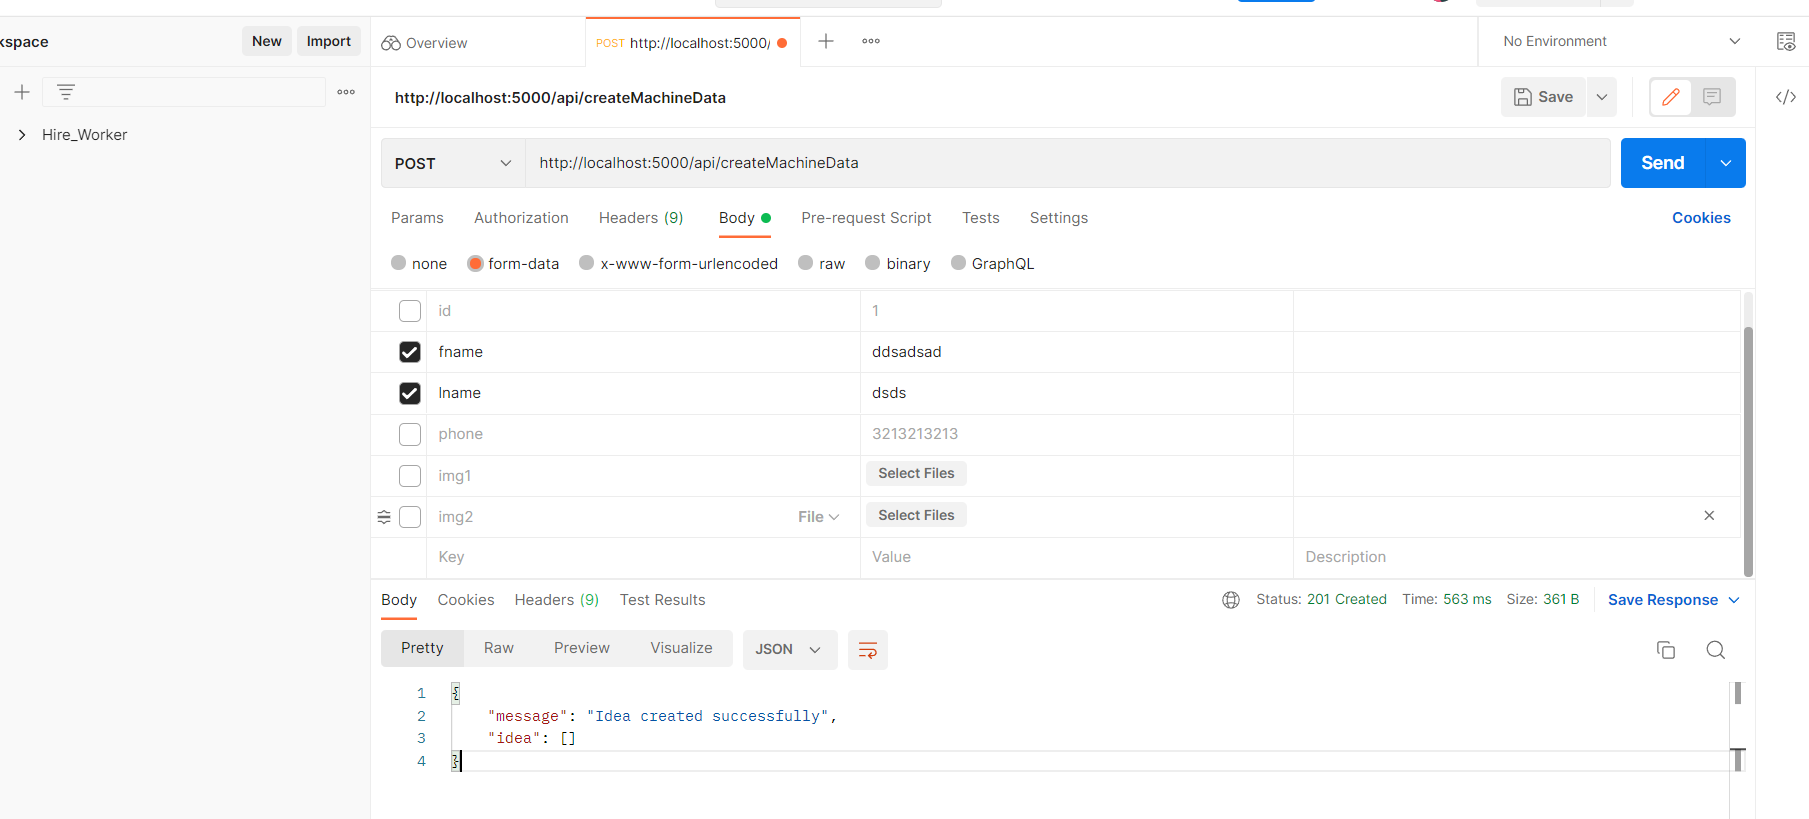 kspace
New
Import
Overview
POST http://localhost:5000/
No Environment
http://localhost:5000/api/createMachineData
Save
Hire_Worker
POST
http://localhost:5000/api/createMachineData
Send
Params
Authorization
Headers (9)
Body
Pre-request Script
Tests
Settings
Cookies
none
form-data
x-www-form-urlencoded
raw
binary
GraphQL
id
1
fname
ddsadsad
lname
dsds
phone
3213213213
img1
Select Files
img2
File
Select Files
Key
Value
Description
Body
Cookies
Headers (9)
Test Results
Status: 201 Created
Time: 563 ms
Size: 361 B
Save Response
Pretty
Raw
Preview
Visualize
JSON
1 {
2 "message": "Idea created successfully",
3 "idea": []
4 }